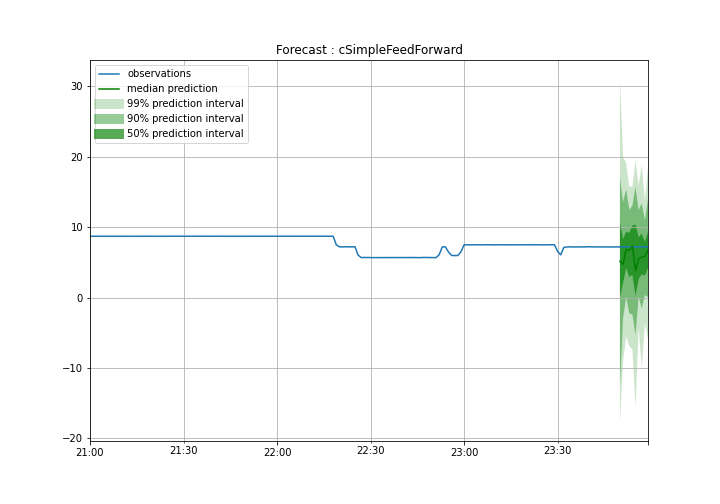 Forecast : cSimpleFeedForward
observations
median prediction
99% prediction interval
90% prediction interval
50% prediction interval
30
20
10
0
−10
−20
21:00
21:30
22:00
22:30
23:00
23:30